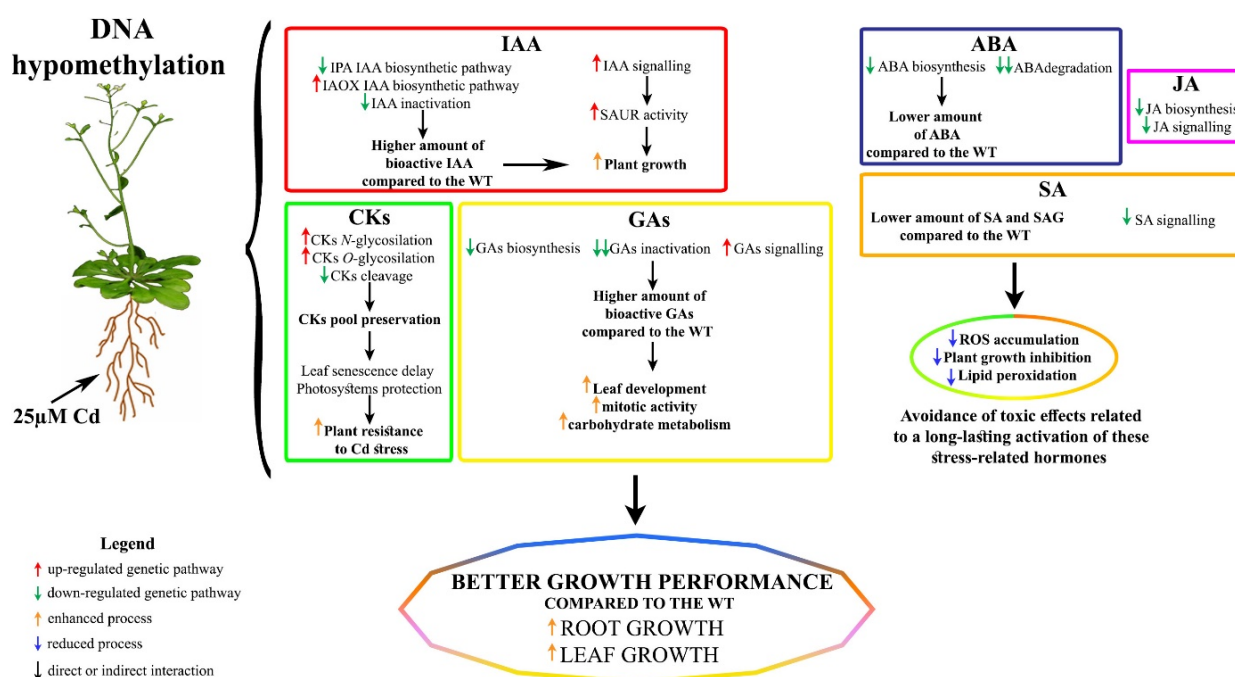 DNA
hypomethylation
25µM Cd
IAA
↓IPA IAA biosynthetic pathway
↑IAOX IAA biosynthetic pathway
↓IAA inactivation
Higher amount of
bioactive IAA
compared to the WT
↑IAA signalling
↑SAUR activity
↑Plant growth
CKs
↑CKs N-glycosilation
↑CKs O-glycosilation
↓CKs cleavage
CKs pool preservation
Leaf senescence delay
Photosystems protection
↑Plant resistance
to Cd stress
GAs
↓GAs biosynthesis
↓↓GAs inactivation
↑GAs signalling
Higher amount of
bioactive GAs
compared to the WT
↑Leaf development
↑mitotic activity
↑carbohydrate metabolism
ABA
↓ABA biosynthesis
↓↓ABAdegradation
Lower amount
of ABA
compared to the WT
JA
↓JA biosynthesis
↓JA signalling
SA
Lower amount of SA and SAG
compared to the WT
↓SA signalling
↓ROS accumulation
↓Plant growth inhibition
↓Lipid peroxidation
Avoidance of toxic effects related
to a long-lasting activation of these
stress-related hormones
BETTER GROWTH PERFORMANCE
COMPARED TO THE WT
↑ROOT GROWTH
↑LEAF GROWTH
Legend
↑ up-regulated genetic pathway
↓ down-regulated genetic pathway
↑ enhanced process
↓ reduced process
↓ direct or indirect interaction